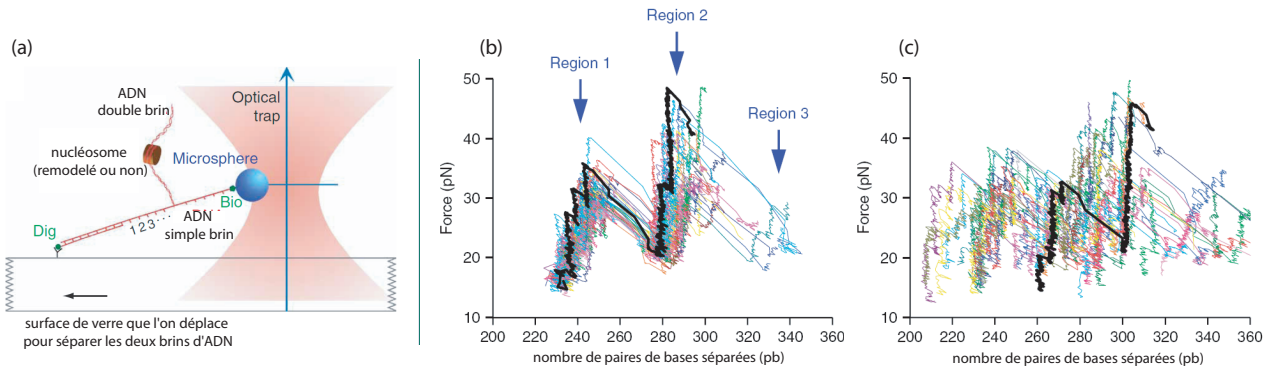 (a)
ADN
double brin
nucléosome
(remodelé ou non)
Optical
trap
Microsphere
Bio
ADN
simple brin
1 2 3 ...
Dig
surface de verre que l'on déplace
pour séparer les deux brins d'ADN
(b)
Region 1
Region 2
Region 3
Force (pN)
50
40
30
20
10
200 220 240 260 280 300 320 340 360
nombre de paires de bases séparées (pb)
(c)
Force (pN)
50
40
30
20
10
200 220 240 260 280 300 320 340 360
nombre de paires de bases séparées (pb)